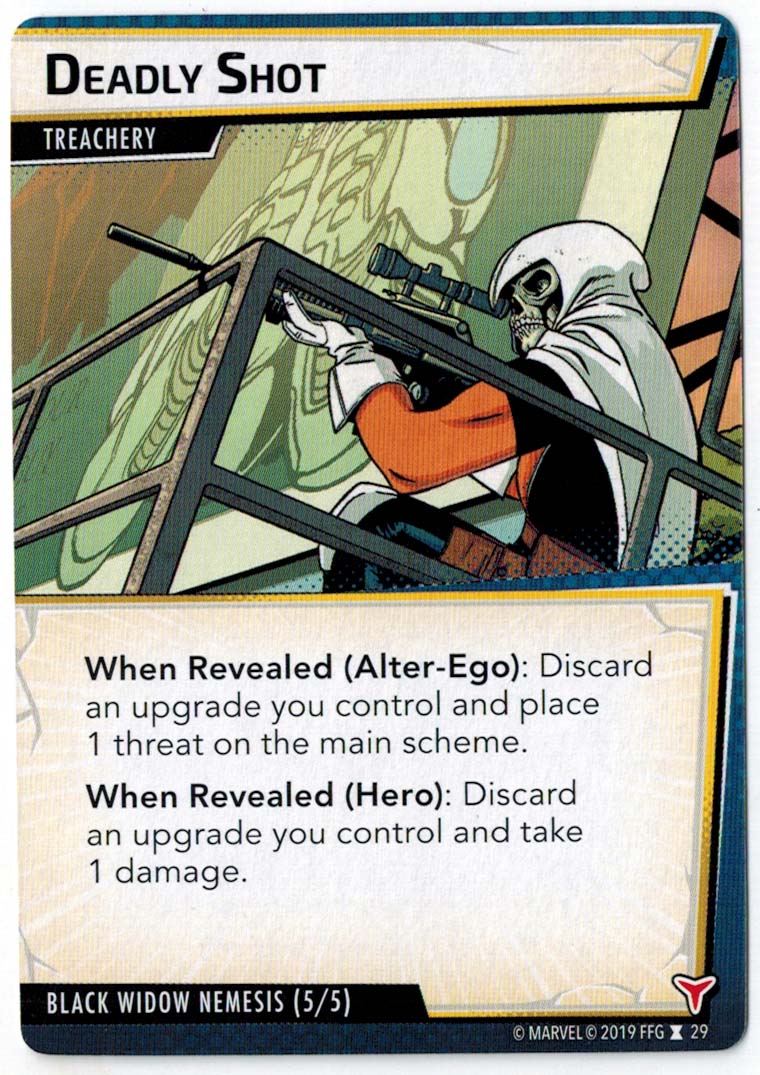 DEADLY SHOT
TREACHERY
When Revealed (Alter-Ego): Discard
an upgrade you control and place
1 threat on the main scheme.
When Revealed (Hero): Discard
an upgrade you control and take
1 damage.
BLACK WIDOW NEMESIS (5/5)
© MARVEL © 2019 FFG 29